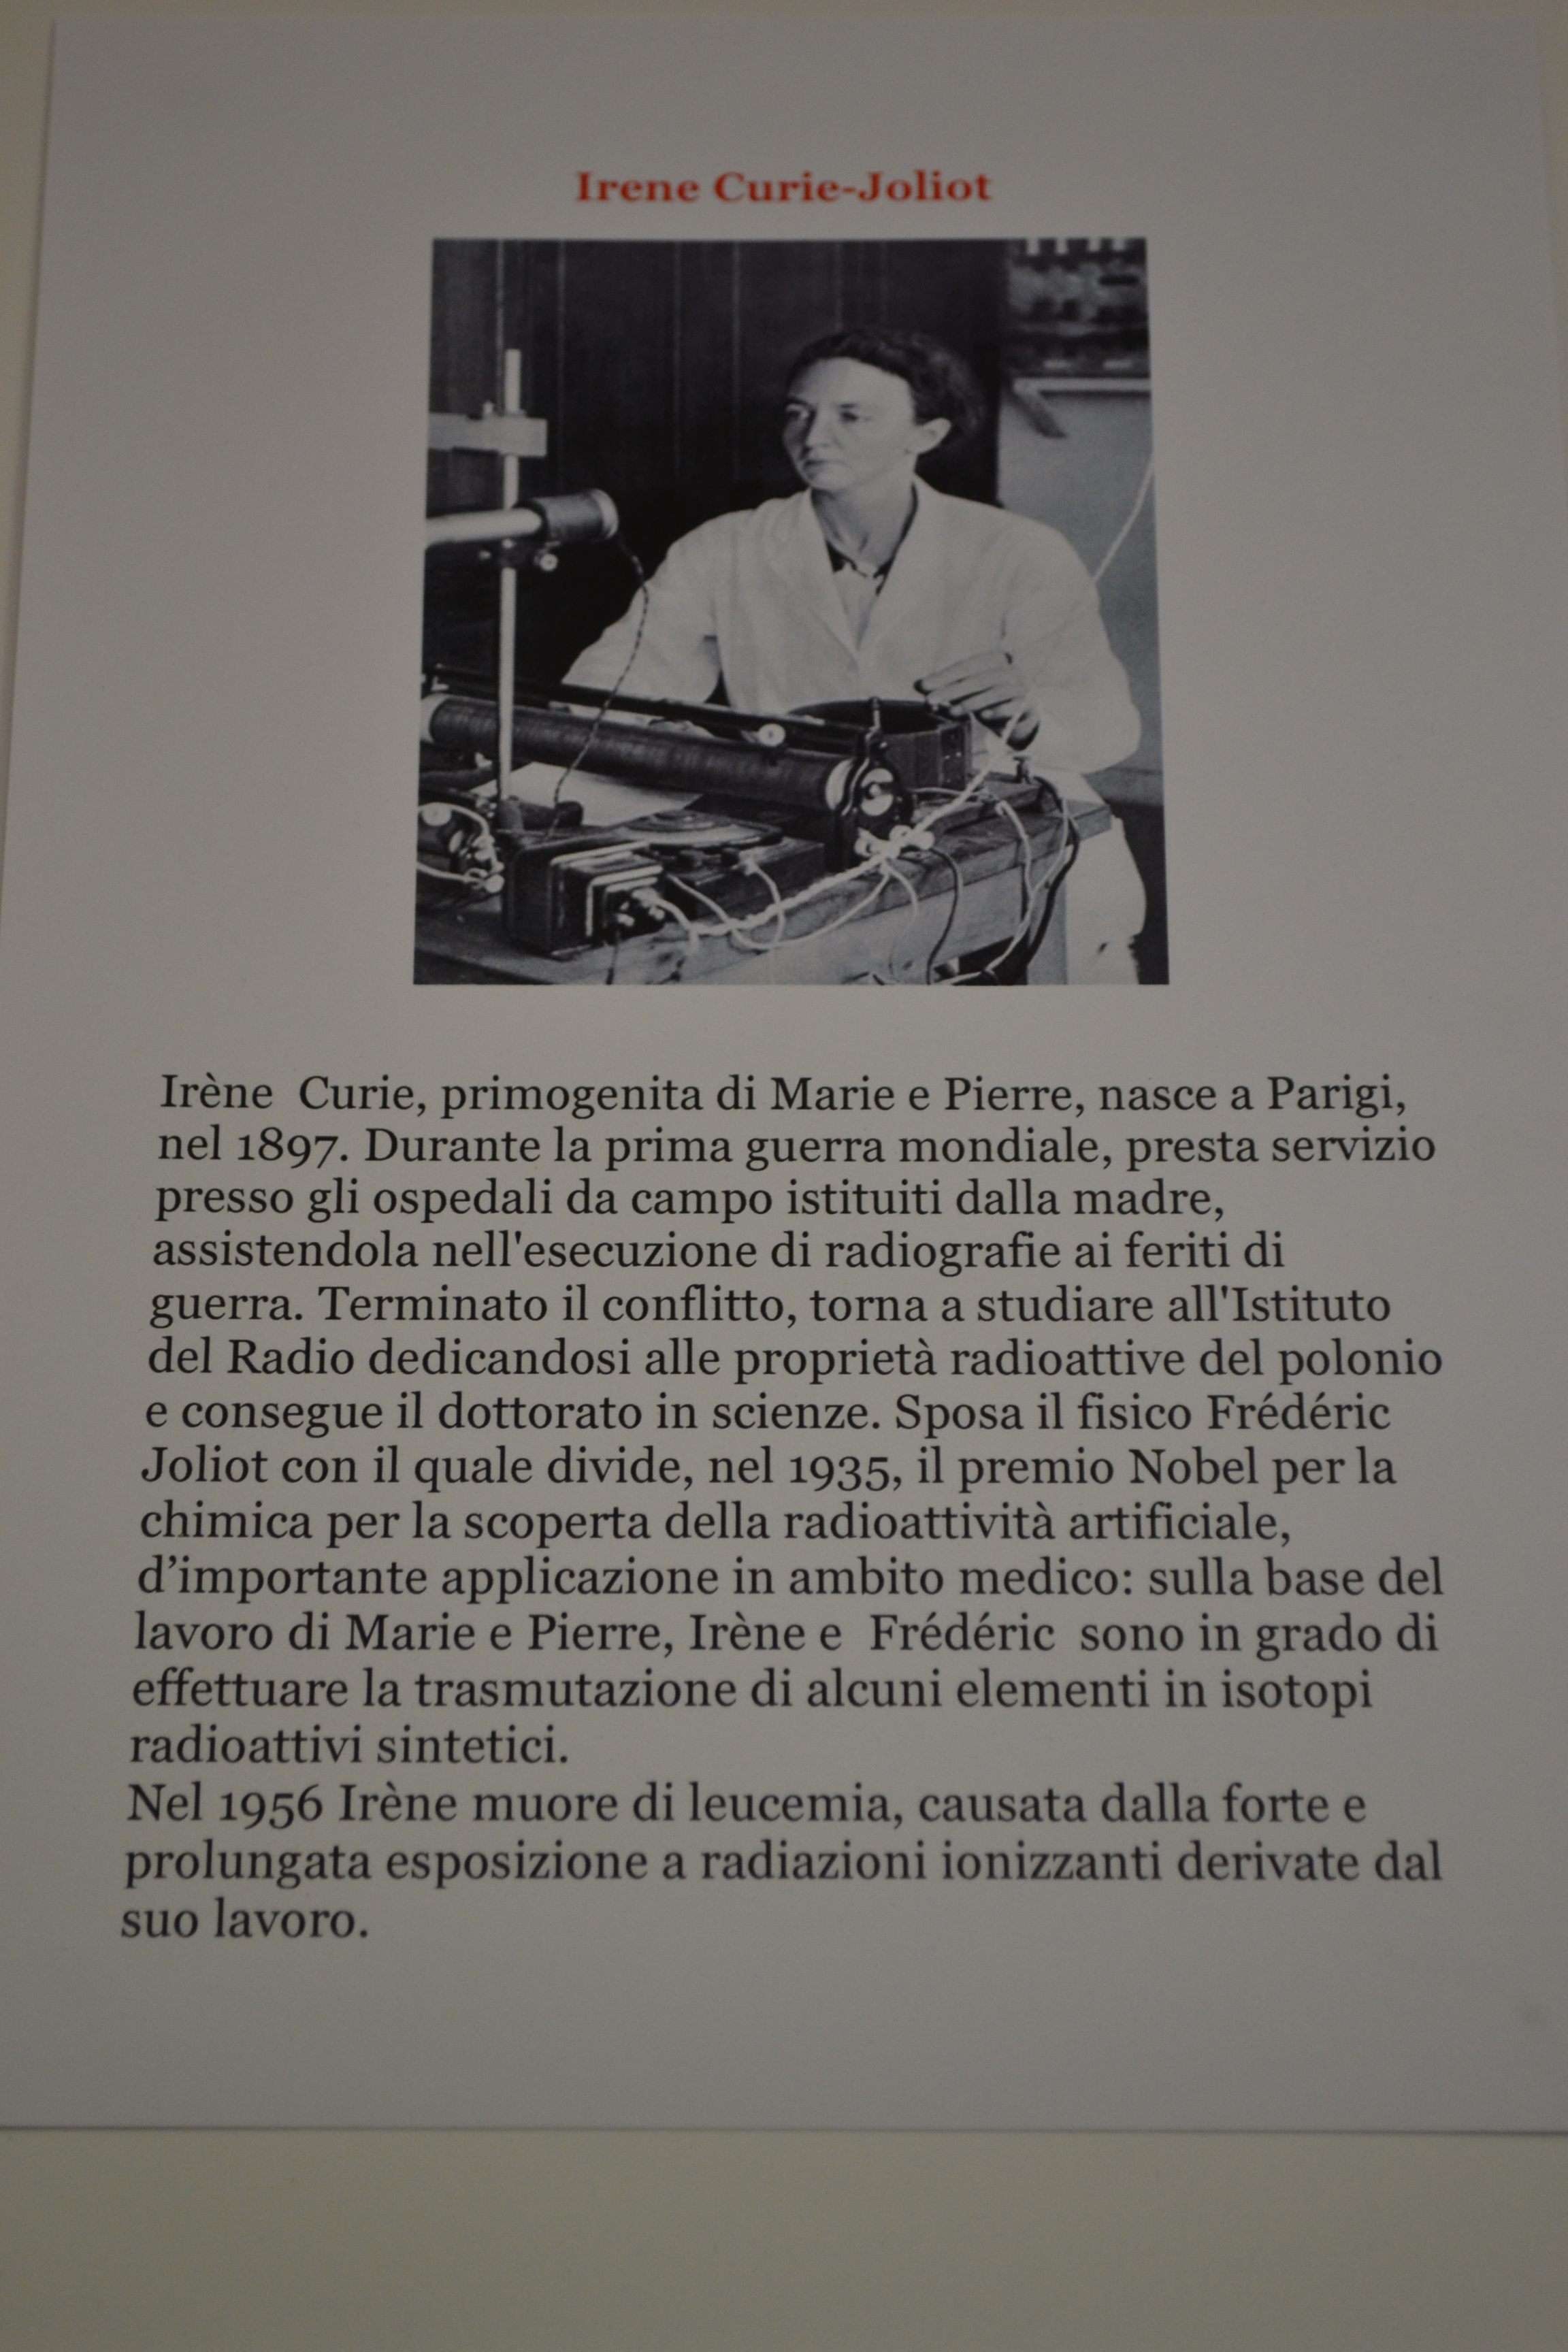 Irene Curie-Joliot
Irène  Curie, primogenita di Marie e Pierre, nasce a Parigi,
nel 1897. Durante la prima guerra mondiale, presta servizio
presso gli ospedali da campo istituiti dalla madre,
assistendola nell'esecuzione di radiografie ai feriti di
guerra. Terminato il conflitto, torna a studiare all'Istituto
del Radio dedicandosi alle proprietà radioattive del polonio
e consegue il dottorato in scienze. Sposa il fisico Frédéric
Joliot con il quale divide, nel 1935, il premio Nobel per la
chimica per la scoperta della radioattività artificiale,
d’importante applicazione in ambito medico: sulla base del
lavoro di Marie e Pierre, Irène e  Frédéric  sono in grado di
effettuare la trasmutazione di alcuni elementi in isotopi
radioattivi sintetici.
Nel 1956 Irène muore di leucemia, causata dalla forte e
prolungata esposizione a radiazioni ionizzanti derivate dal
suo lavoro.